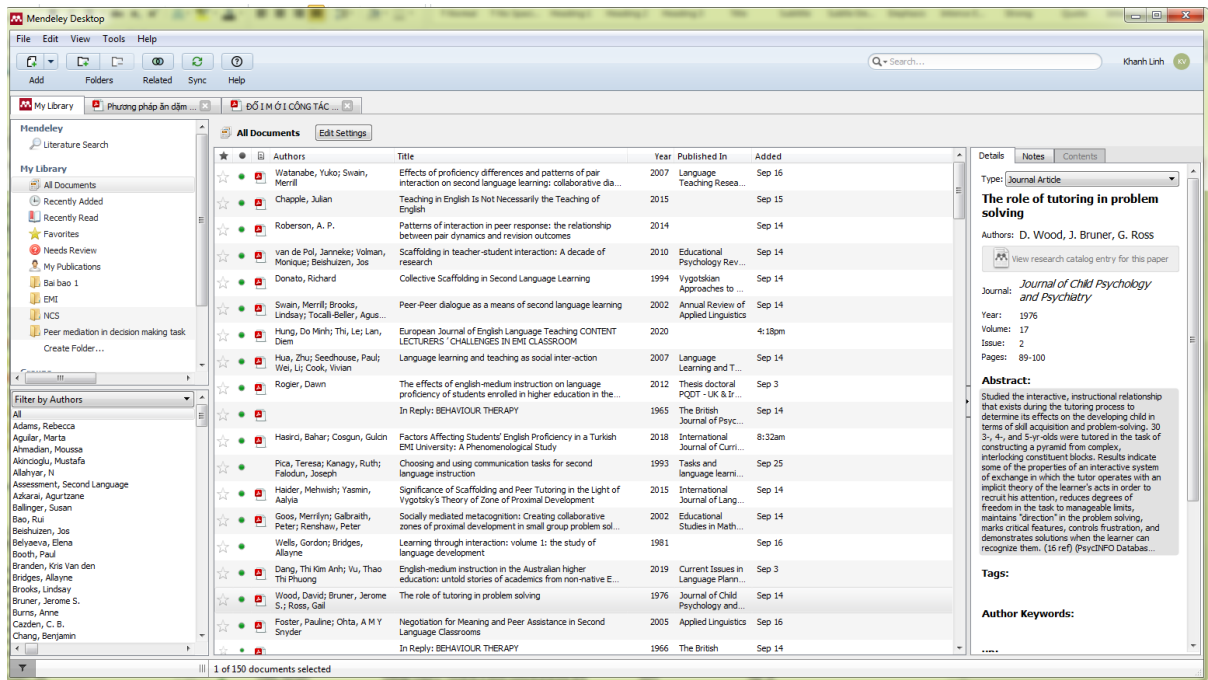 Mendeley Desktop
File Edit View Tools Help
Search...
Khanh Linh KV
Add Folders Related Sync Help
My Library Phương pháp ăn dặm ... ĐỔI MỚI CÔNG TÁC ...
Mendeley
Literature Search
My Library
All Documents
Recently Added
Recently Read
Favorites
Needs Review
My Publications
Bai bao 1
EMI
NCS
Peer mediation in decision making task
Create Folder...
Filter by Authors
All
Adams, Rebecca
Aguilar, Marta
Ahmadian, Moussa
Akincioglu, Mustafa
Allahyar, N
Assessment, Second Language
Azkarai, Agurtzane
Ballinger, Susan
Bao, Rui
Beishuizen, Jos
Belyaeva, Elena
Booth, Paul
Branden, Kris Van den
Bridges, Allayne
Brooks, Lindsay
Bruner, Jerome S.
Burns, Anne
Cazden, C. B.
Chang, Benjamin
All Documents Edit Settings
Authors Title Year Published In Added
Watanabe, Yuko; Swain, Effects of proficiency differences and patterns of pair 2007 Language Sep 16
Merrill interaction on second language learning: collaborative dia... Teaching Resea...
Chapple, Julian Teaching in English Is Not Necessarily the Teaching of 2015 Sep 15
English
Roberson, A. P. Patterns of interaction in peer response: the relationship 2014 Sep 14
between pair dynamics and revision outcomes
van de Pol, Janneke; Volman, Scaffolding in teacher-student interaction: A decade of 2010 Educational Sep 14
Monique; Beishuizen, Jos research Psychology Rev...
Donato, Richard Collective Scaffolding in Second Language Learning 1994 Vygotskian Sep 14
Approaches to ...
Swain, Merrill; Brooks, Peer-Peer dialogue as a means of second language learning 2002 Annual Review of Sep 14
Lindsay; Tocalli-Beller, Agus... Applied Linguistics
Hung, Do Minh; Thi, Le; Lan, European Journal of English Language Teaching CONTENT 2020 4:18pm
Diem LECTURERS ' CHALLENGES IN EMI CLASSROOM
Hua, Zhu; Seedhouse, Paul; Language learning and teaching as social inter-action 2007 Language Sep 14
Wei, Li; Cook, Vivian Learning and T...
Rogier, Dawn The effects of english-medium instruction on language 2012 Thesis doctoral Sep 3
proficiency of students enrolled in higher education in the... PQDT - UK & Ir...
In Reply: BEHAVIOUR THERAPY 1965 The British Sep 14
Journal of Psyc...
Hasirci, Bahar; Cosgun, Gulcin Factors Affecting Students' English Proficiency in a Turkish 2018 International 8:32am
EMI University: A Phenomenological Study Journal of Curri...
Pica, Teresa; Kanagy, Ruth; Choosing and using communication tasks for second 1993 Tasks and Sep 25
Falodun, Joseph language instruction language learni...
Haider, Mehwish; Yasmin, Significance of Scaffolding and Peer Tutoring in the Light of 2015 International Sep 14
Aalyia Vygotsky's Theory of Zone of Proximal Development Journal of Lang...
Goos, Merrilyn; Galbraith, Socially mediated metacognition: Creating collaborative 2002 Educational Sep 14
Peter; Renshaw, Peter zones of proximal development in small group problem sol... Studies in Math...
Wells, Gordon; Bridges, Learning through interaction: volume 1: the study of 1981 Sep 16
Allayne language development
Dang, Thi Kim Anh; Vu, Thao English-medium instruction in the Australian higher 2019 Current Issues in Sep 3
Thi Phuong education: untold stories of academics from non-native E... Language Plann...
Wood, David; Bruner, Jerome The role of tutoring in problem solving 1976 Journal of Child Sep 14
S.; Ross, Gail Psychology and...
Foster, Pauline; Ohta, A M Y Negotiation for Meaning and Peer Assistance in Second 2005 Applied Linguistics Sep 16
Snyder Language Classrooms
In Reply: BEHAVIOUR THERAPY 1966 The British Sep 14
Details Notes Contents
Type: Journal Article
The role of tutoring in problem
solving
Authors: D. Wood, J. Bruner, G. Ross
View research catalog entry for this paper
Journal: Journal of Child Psychology
and Psychiatry
Year: 1976
Volume: 17
Issue: 2
Pages: 89-100
Abstract:
Studied the interactive, instructional relationship
that exists during the tutoring process to
determine its effects on the developing child in
terms of skill acquisition and problem-solving. 30
3-, 4-, and 5-yr-olds were tutored in the task of
constructing a pyramid from complex,
interlocking constituent blocks. Results indicate
some of the properties of an interactive system
of exchange in which the tutor operates with an
implicit theory of the learner's acts in order to
recruit his attention, reduces degrees of
freedom in the task to manageable limits,
maintains "direction" in the problem solving,
marks critical features, controls frustration, and
demonstrates solutions when the learner can
recognize them. (16 ref) (PsycINFO Databas...
Tags:
Author Keywords:
1 of 150 documents selected